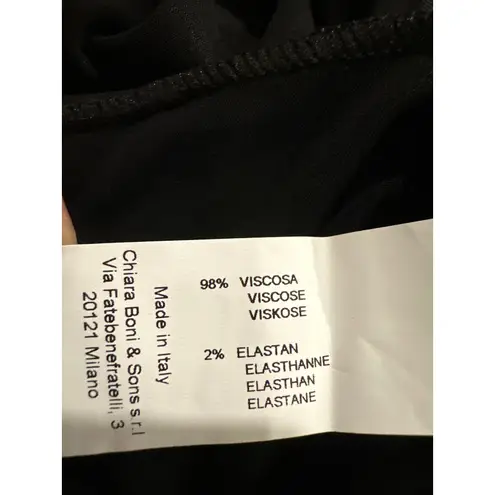 98% VISCOSA
VISCOSE
VISKOSE
2% ELASTAN
ELASTHANNE
ELASTHAN
ELASTANE
Made in Italy
Chiara Boni & Sons s.r.l
Via Fatebenefratelli, 3
20121 Milano